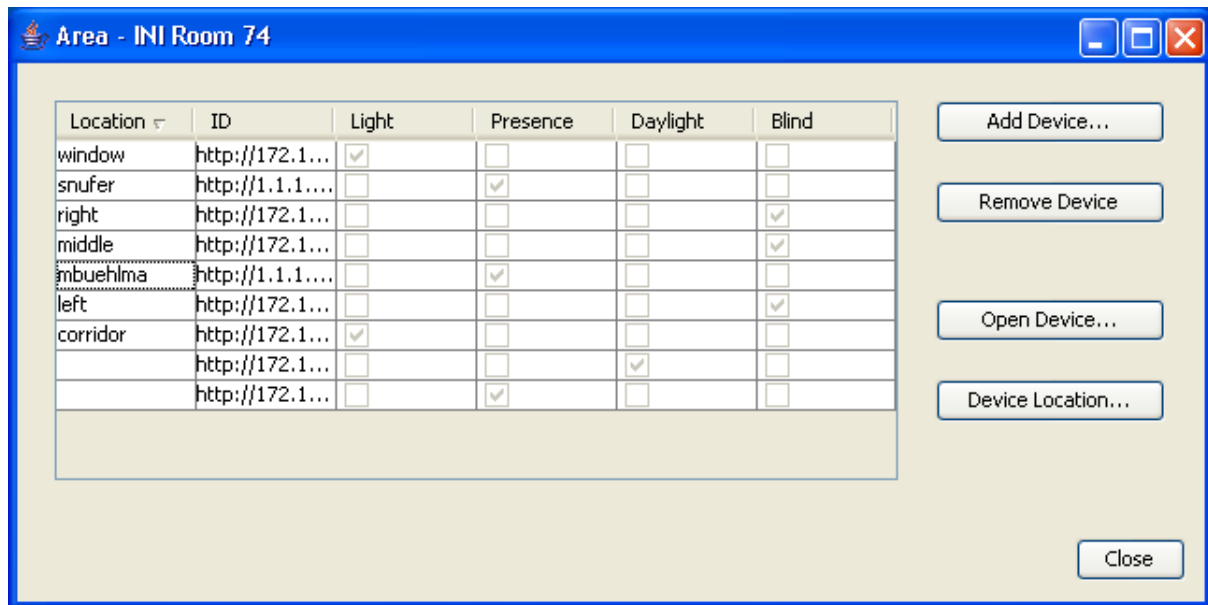 Area - INI Room 74
Location ID Light Presence Daylight Blind
window http://172.1...
snufer http://1.1.1....
right http://172.1...
middle http://172.1...
mbuehlma http://1.1.1....
left http://172.1...
corridor http://172.1...
http://172.1...
http://172.1...
Add Device...
Remove Device
Open Device...
Device Location...
Close